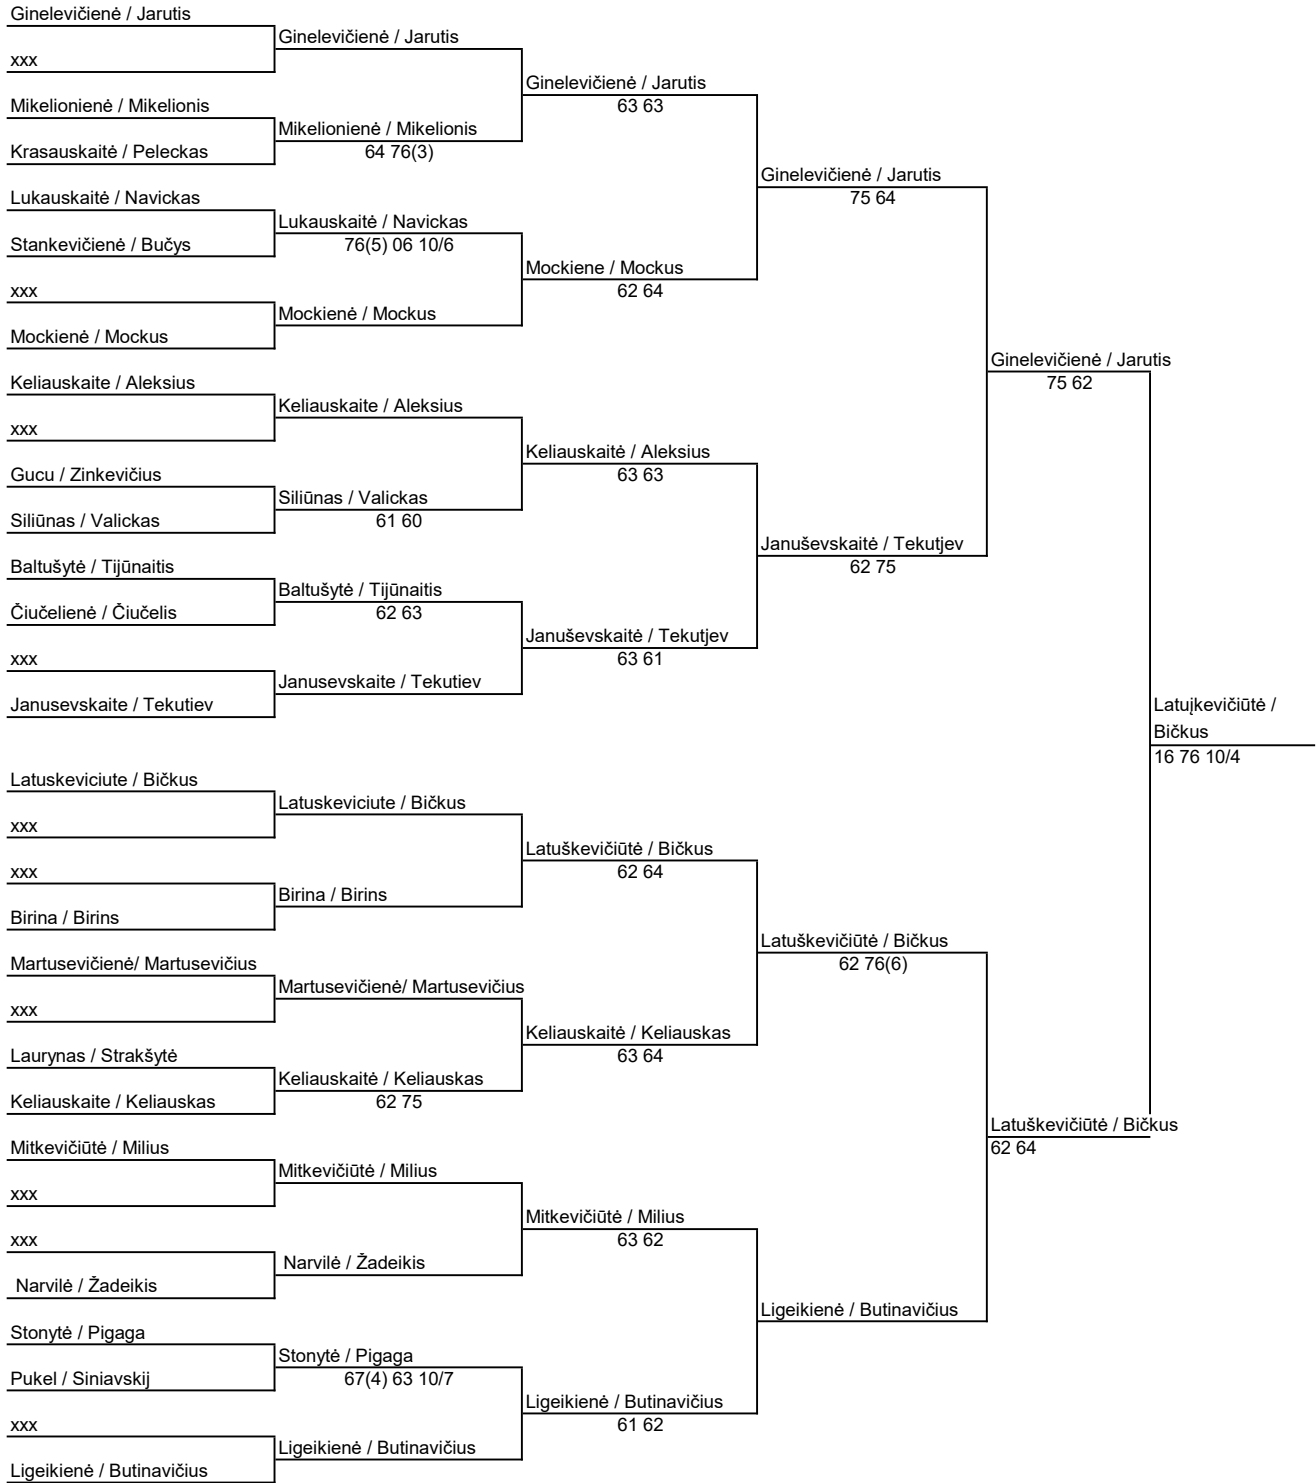 Ginelevičienė / Jarutis
Ginelevičienė / Jarutis
xxx
Ginelevičienė / Jarutis
63 63
Mikelionienė / Mikelionis
Mikelionienė / Mikelionis
64 76(3)
Krasauskaitė / Peleckas
Ginelevičienė / Jarutis
75 64
Lukauskaitė / Navickas
Lukauskaitė / Navickas
76(5) 06 10/6
Stankevičienė / Bučys
Mockiene / Mockus
62 64
xxx
Mockienė / Mockus
Mockienė / Mockus
Ginelevičienė / Jarutis
75 62
Keliauskaite / Aleksius
Keliauskaite / Aleksius
xxx
Keliauskaitė / Aleksius
63 63
Gucu / Zinkevičius
Siliūnas / Valickas
61 60
Siliūnas / Valickas
Januševskaitė / Tekutjev
62 75
Baltušytė / Tijūnaitis
Baltušytė / Tijūnaitis
62 63
Čiučelienė / Čiučelis
Januševskaitė / Tekutjev
63 61
xxx
Janusevskaite / Tekutiev
Janusevskaite / Tekutiev
Latujkevičiūtė /
Bičkus
16 76 10/4
Latuskeviciute / Bičkus
Latuskeviciute / Bičkus
xxx
Latuškevičiūtė / Bičkus
62 64
xxx
Birina / Birins
Birina / Birins
Latuškevičiūtė / Bičkus
62 76(6)
Martusevičienė/ Martusevičius
Martusevičienė/ Martusevičius
xxx
Keliauskaitė / Keliauskas
63 64
Laurynas / Strakšytė
Keliauskaitė / Keliauskas
62 75
Keliauskaite / Keliauskas
Latuškevičiūtė / Bičkus
62 64
Mitkevičiūtė / Milius
Mitkevičiūtė / Milius
xxx
Mitkevičiūtė / Milius
63 62
xxx
Narvilė / Žadeikis
Narvilė / Žadeikis
Ligeikienė / Butinavičius
Stonytė / Pigaga
Stonytė / Pigaga
67(4) 63 10/7
Pukel / Siniavskij
Ligeikienė / Butinavičius
61 62
xxx
Ligeikienė / Butinavičius
Ligeikienė / Butinavičius